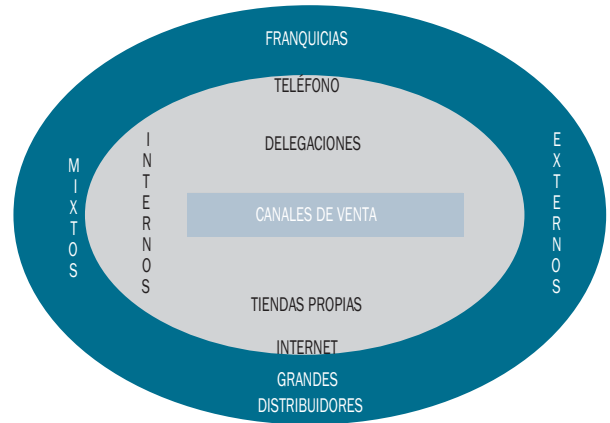 FRANQUICIAS
TELÉFONO
DELEGACIONES
MIXTOS
INTERNOS
EXTERNOS
CANALES DE VENTA
TIENDAS PROPIAS
INTERNET
GRANDES
DISTRIBUIDORES